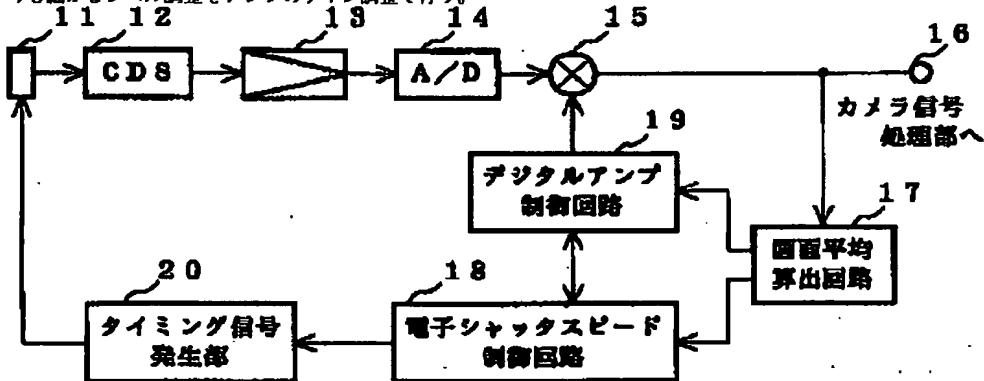 11 12 13 14 15 16
CDS
A/D
カメラ信号
処理部へ
19
デジタルアンプ
制御回路
17
画面平均
算出回路
20
18
タイミング信号
発生部
電子シャッタスピード
制御回路